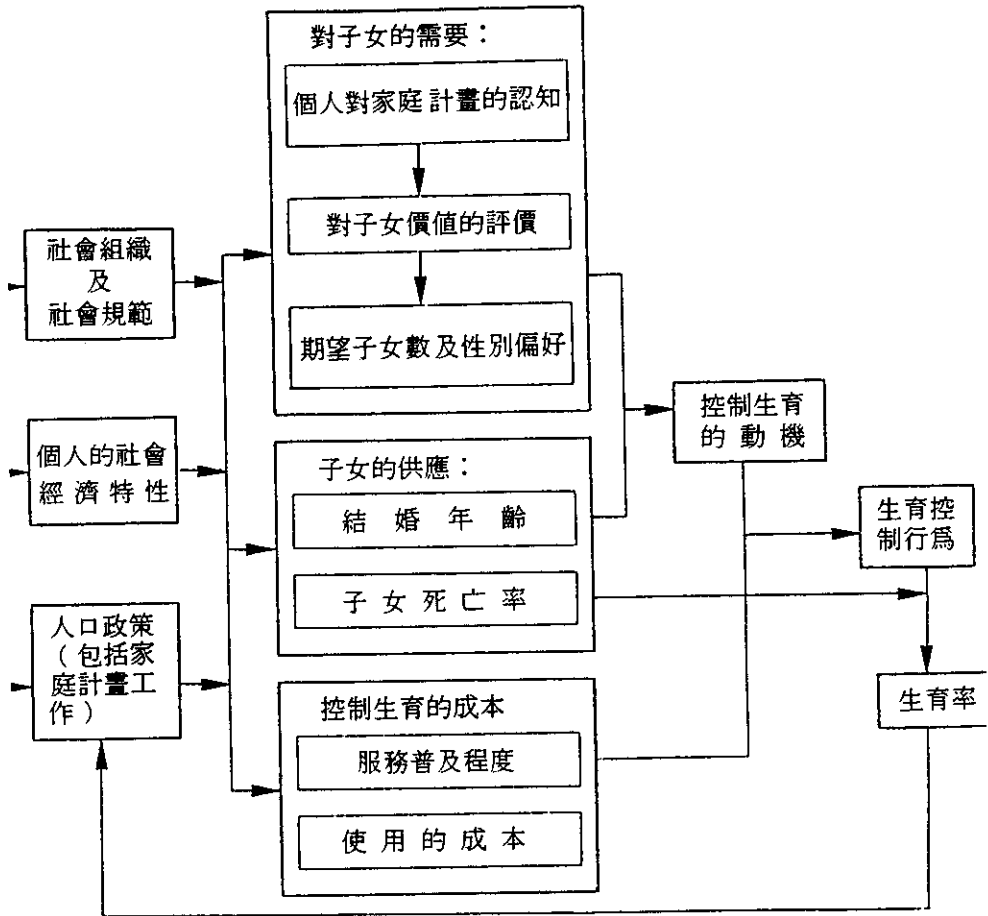 社會組織
及
社會規範
個人的社會
經濟特性
人口政策
（包括家
庭計畫工
作）
對子女的需要：
個人對家庭計畫的認知
對子女價值的評價
期望子女數及性別偏好
子女的供應：
結婚年齡
子女死亡率
控制生育的成本
服務普及程度
使用的成本
控制生育
的動機
生育控
制行爲
生育率